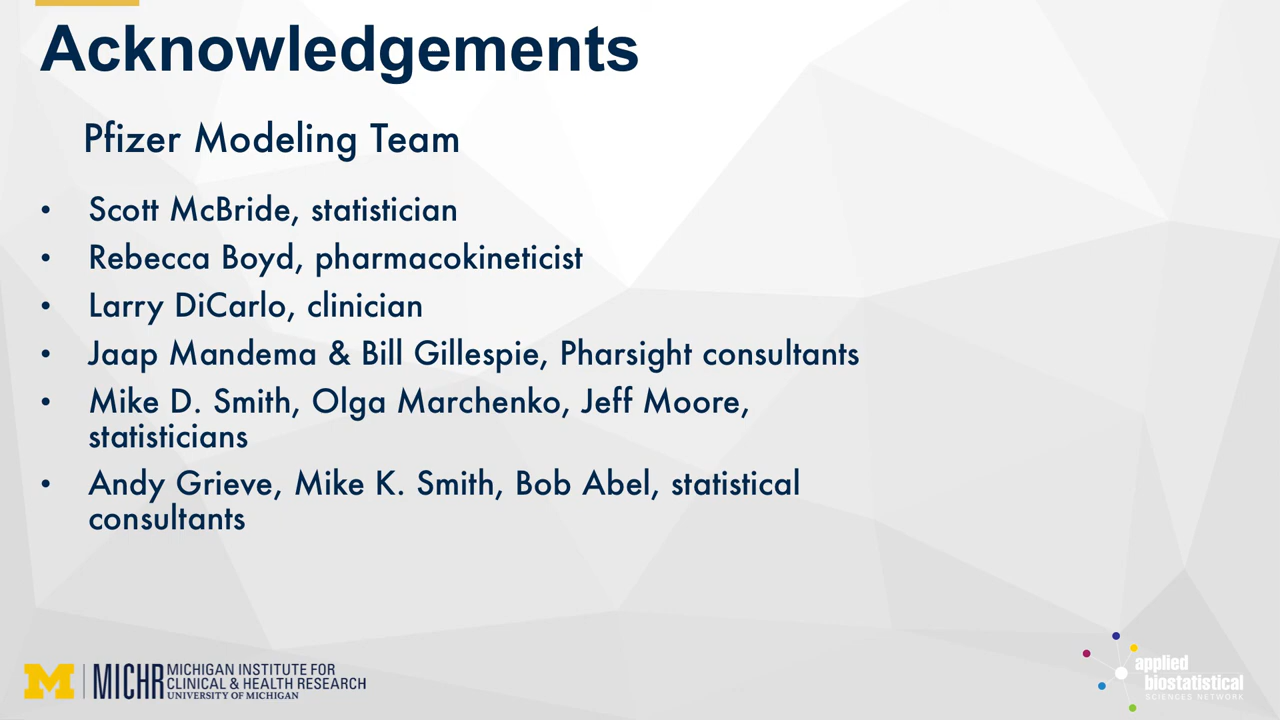 Acknowledgements
Pfizer Modeling Team
• Scott McBride, statistician
• Rebecca Boyd, pharmacokineticist
• Larry DiCarlo, clinician
• Jaap Mandema & Bill Gillespie, Pharsight consultants
• Mike D. Smith, Olga Marchenko, Jeff Moore,
statisticians
• Andy Grieve, Mike K. Smith, Bob Abel, statistical
consultants
M MICHR MICHIGAN INSTITUTE FOR
CLINICAL & HEALTH RESEARCH
UNIVERSITY OF MICHIGAN
applied
biostatistical
SCIENCES NETWORK